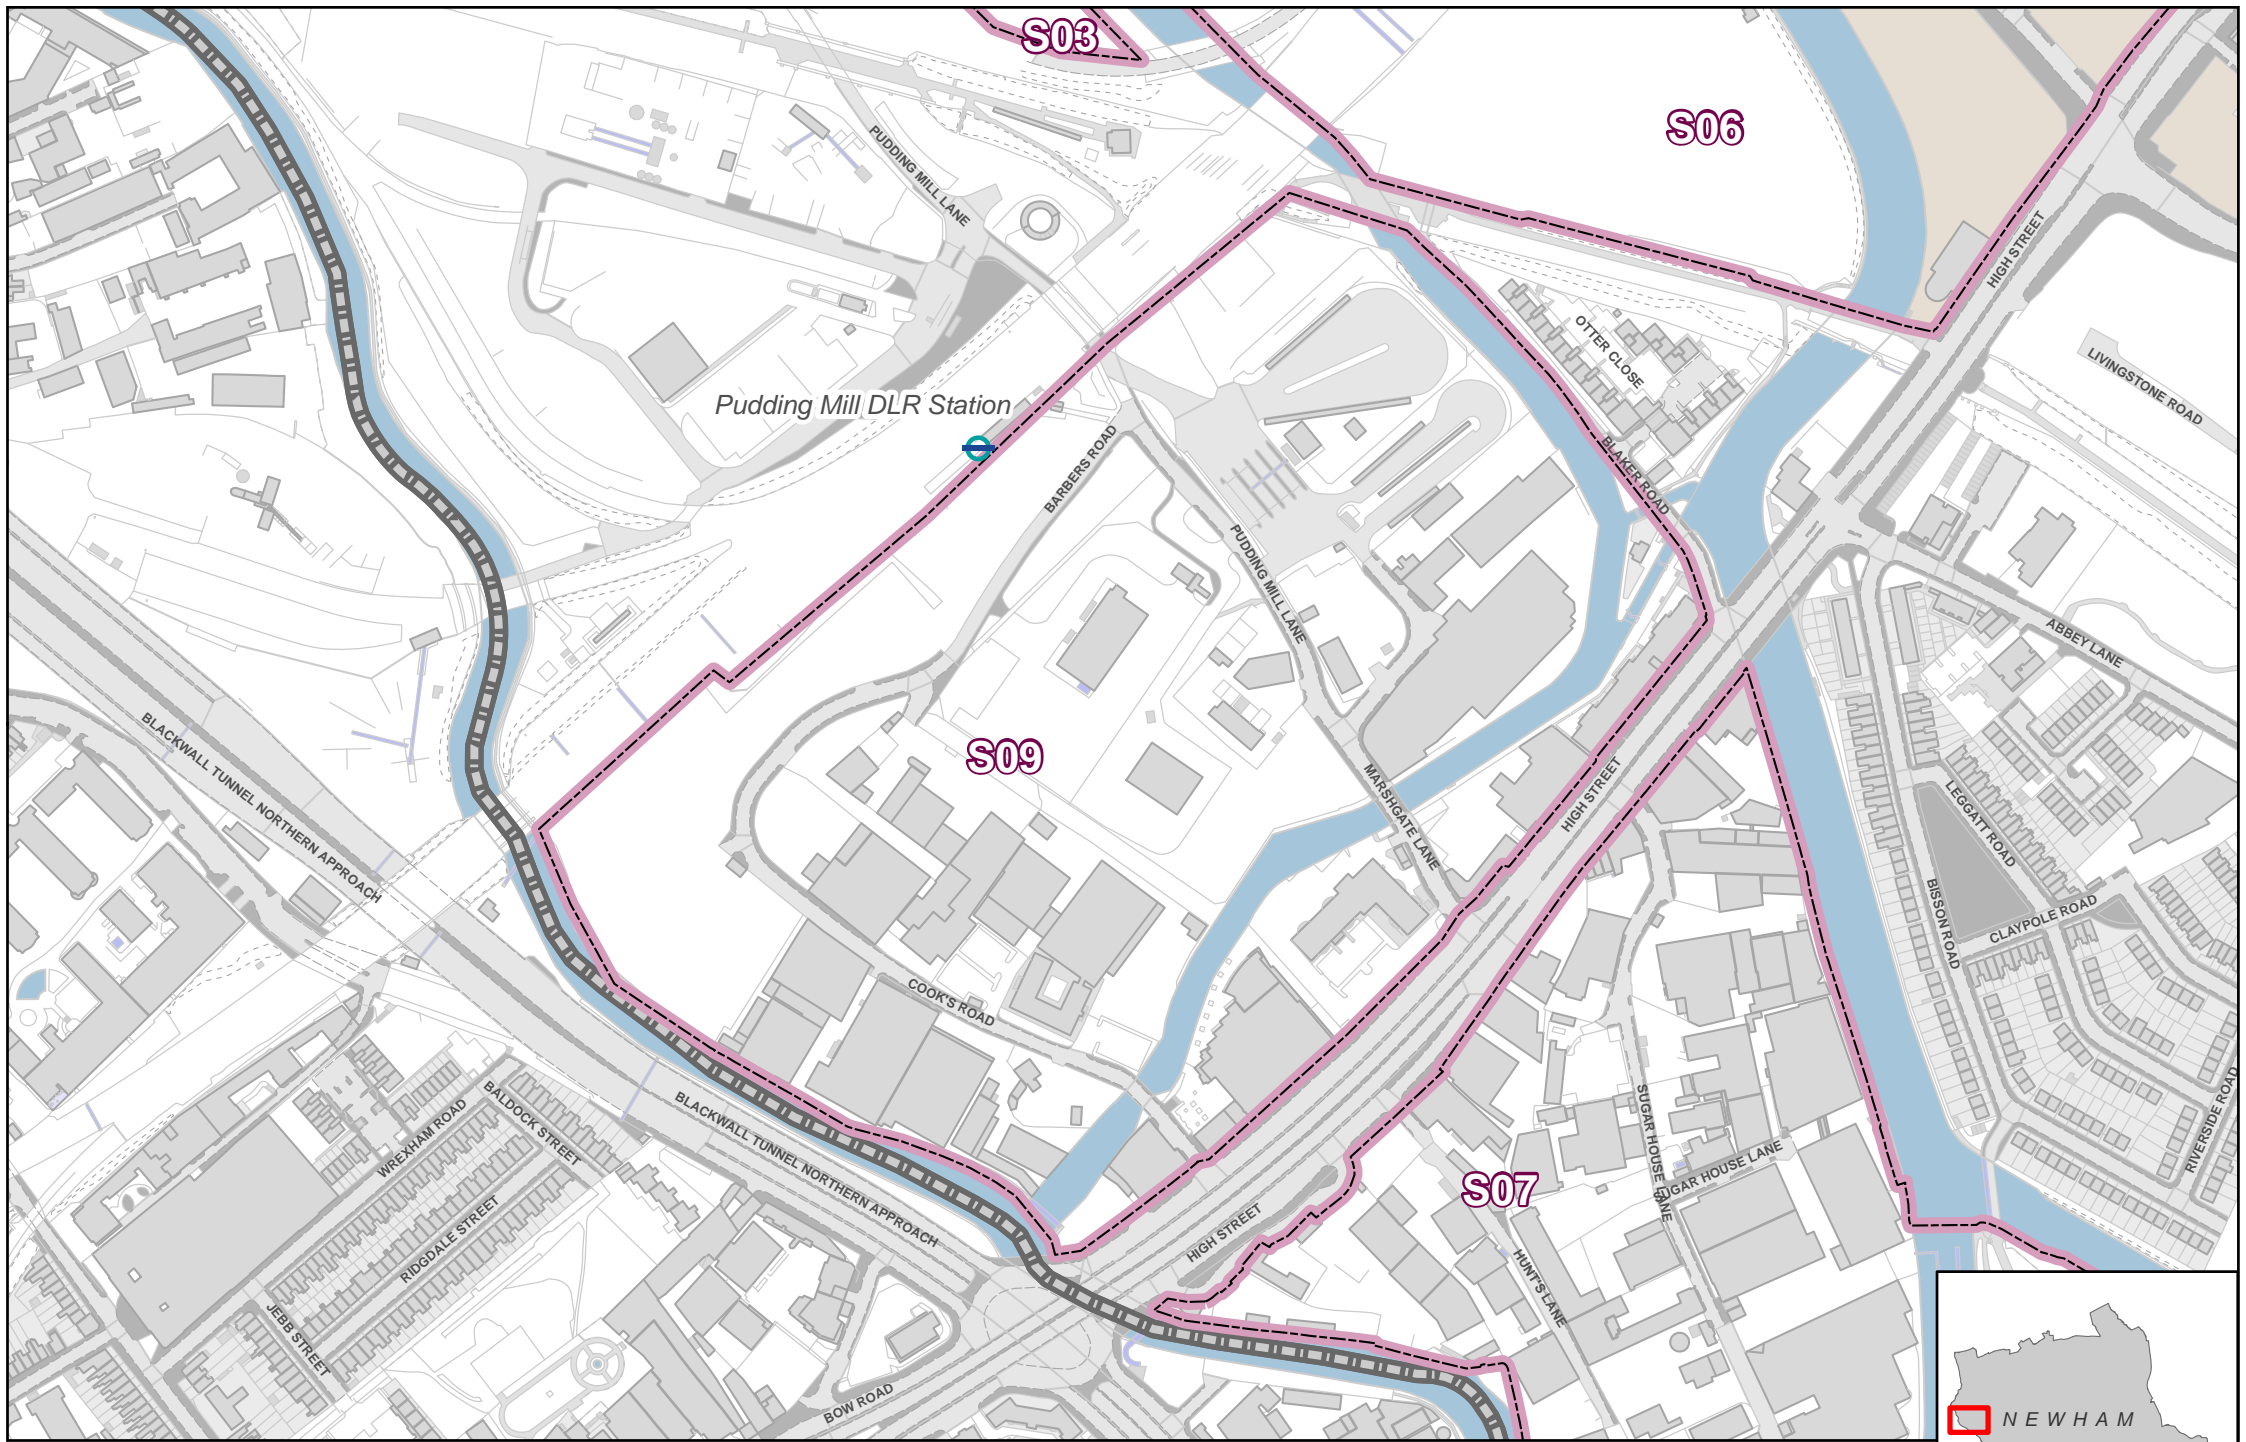 S03
S06
PUDDING MILL LANE
HIGH STREET
OTTER CLOSE
LIVINGSTONE ROAD
Pudding Mill DLR Station
BARBERS ROAD
BLAKER ROAD
PUDDING MILL LANE
ABBEY LANE
BLACKWALL TUNNEL NORTHERN APPROACH
S09
MARSHGATE LANE
HIGH STREET
LEGGATT ROAD
BISSON ROAD
CLAYPOLE ROAD
COOK'S ROAD
WREXHAM ROAD
BALDOCK STREET
BLACKWALL TUNNEL NORTHERN APPROACH
SUGAR HOUSE LANE
SUGAR HOUSE LANE
RIVERSIDE ROAD
S07
RIDGDALE STREET
HIGH STREET
HUNT'S LANE
JEBB STREET
BOW ROAD
NEWHAM